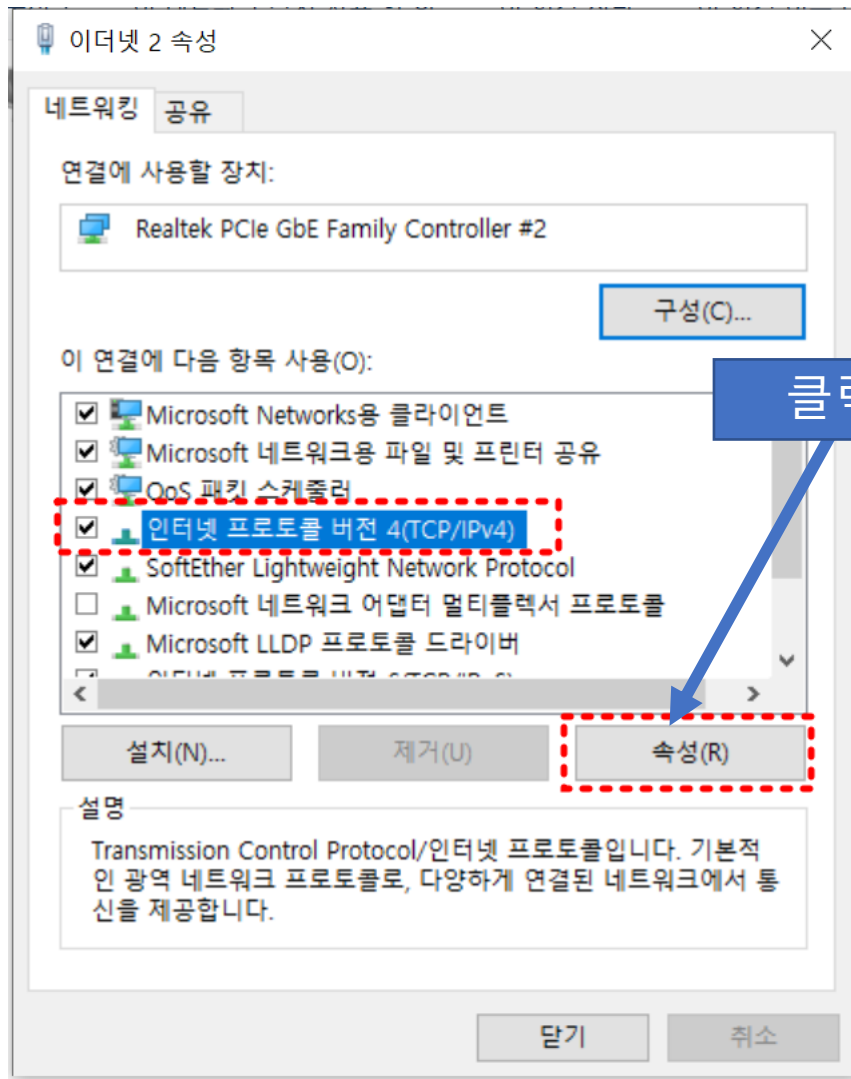 이더넷 2 속성
네트워킹 공유
연결에 사용할 장치:
Realtek PCIe GbE Family Controller #2
구성(C)...
이 연결에 다음 항목 사용(O):
Microsoft Networks용 클라이언트
Microsoft 네트워크용 파일 및 프린터 공유
QoS 패킷 스케줄러
인터넷 프로토콜 버전 4(TCP/IPv4)
SoftEther Lightweight Network Protocol
Microsoft 네트워크 어댑터 멀티플렉서 프로토콜
Microsoft LLDP 프로토콜 드라이버
설치(N)...
제거(U)
속성(R)
설명
Transmission Control Protocol/인터넷 프로토콜입니다. 기본적
인 광역 네트워크 프로토콜로, 다양하게 연결된 네트워크에서 통
신을 제공합니다.
닫기
취소